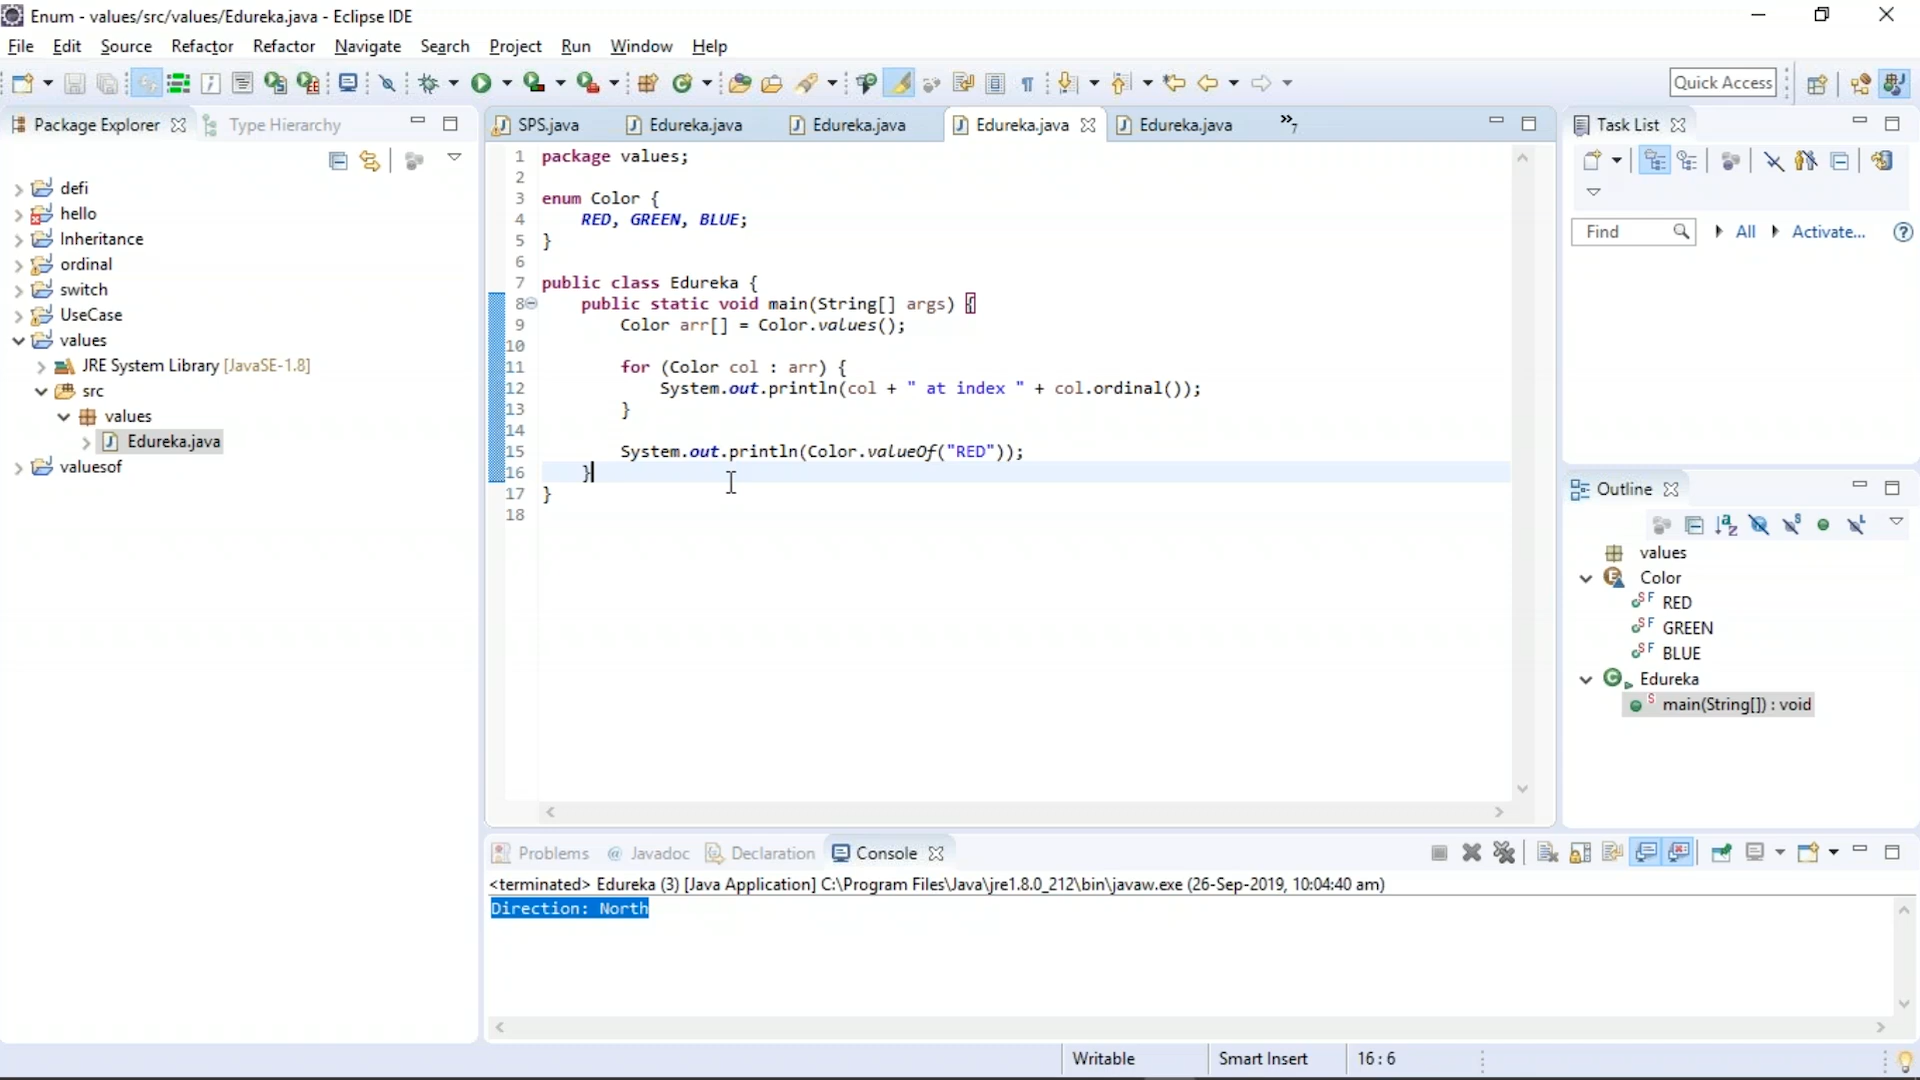 Enum - values/src/values/Edureka.java - Eclipse IDE
File Edit Source Refactor Refactor Navigate Search Project Run Window Help
Quick Access
Package Explorer Type Hierarchy
SPS.java Edureka.java Edureka.java Edureka.java Edureka.java »7
Task List
defi
hello
Inheritance
ordinal
switch
UseCase
values
JRE System Library [JavaSE-1.8]
src
values
Edureka.java
valuesof
1 package values;
2
3 enum Color {
4 RED, GREEN, BLUE;
5 }
6
7 public class Edureka {
8 public static void main(String[] args) {
9 Color arr[] = Color.values();
10
11 for (Color col : arr) {
12 System.out.println(col + " at index " + col.ordinal());
13 }
14
15 System.out.println(Color.valueOf("RED"));
16 }
17 }
18
Find All Activate...
Outline
values
Color
RED
GREEN
BLUE
Edureka
main(String[]) : void
Problems Javadoc Declaration Console
<terminated> Edureka (3) [Java Application] C:\Program Files\Java\jre1.8.0_212\bin\javaw.exe (26-Sep-2019, 10:04:40 am)
Direction: North
Writable Smart Insert 16 : 6